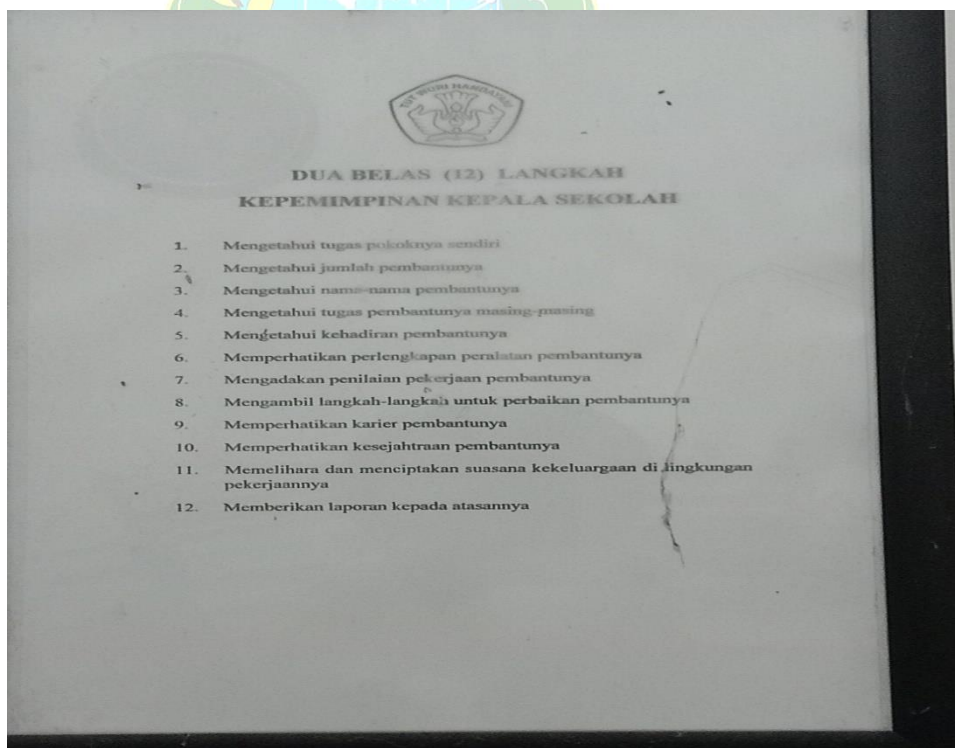 TUT WURI HANDAYANI
DUA BELAS (12) LANGKAH
KEPEMIMPINAN KEPALA SEKOLAH
1. Mengetahui tugas pokoknya sendiri
2. Mengetahui jumlah pembantunya
3. Mengetahui nama-nama pembantunya
4. Mengetahui tugas pembantunya masing-masing
5. Mengetahui kehadiran pembantunya
6. Memperhatikan perlengkapan peralatan pembantunya
7. Mengadakan penilaian pekerjaan pembantunya
8. Mengambil langkah-langkah untuk perbaikan pembantunya
9. Memperhatikan karier pembantunya
10. Memperhatikan kesejahtraan pembantunya
11. Memelihara dan menciptakan suasana kekeluargaan di lingkungan
pekerjaannya
12. Memberikan laporan kepada atasannya